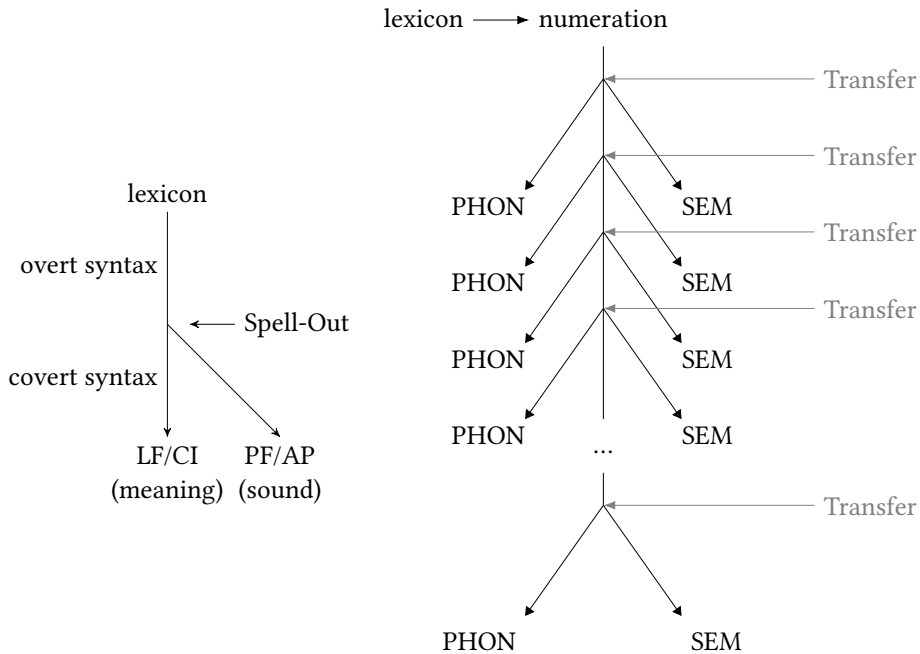 lexicon
overt syntax
Spell-Out
covert syntax
LF/CI PF/AP
(meaning) (sound)
lexicon numeration
Transfer
Transfer
PHON SEM
Transfer
PHON SEM
Transfer
PHON SEM
PHON SEM
...
Transfer
PHON SEM